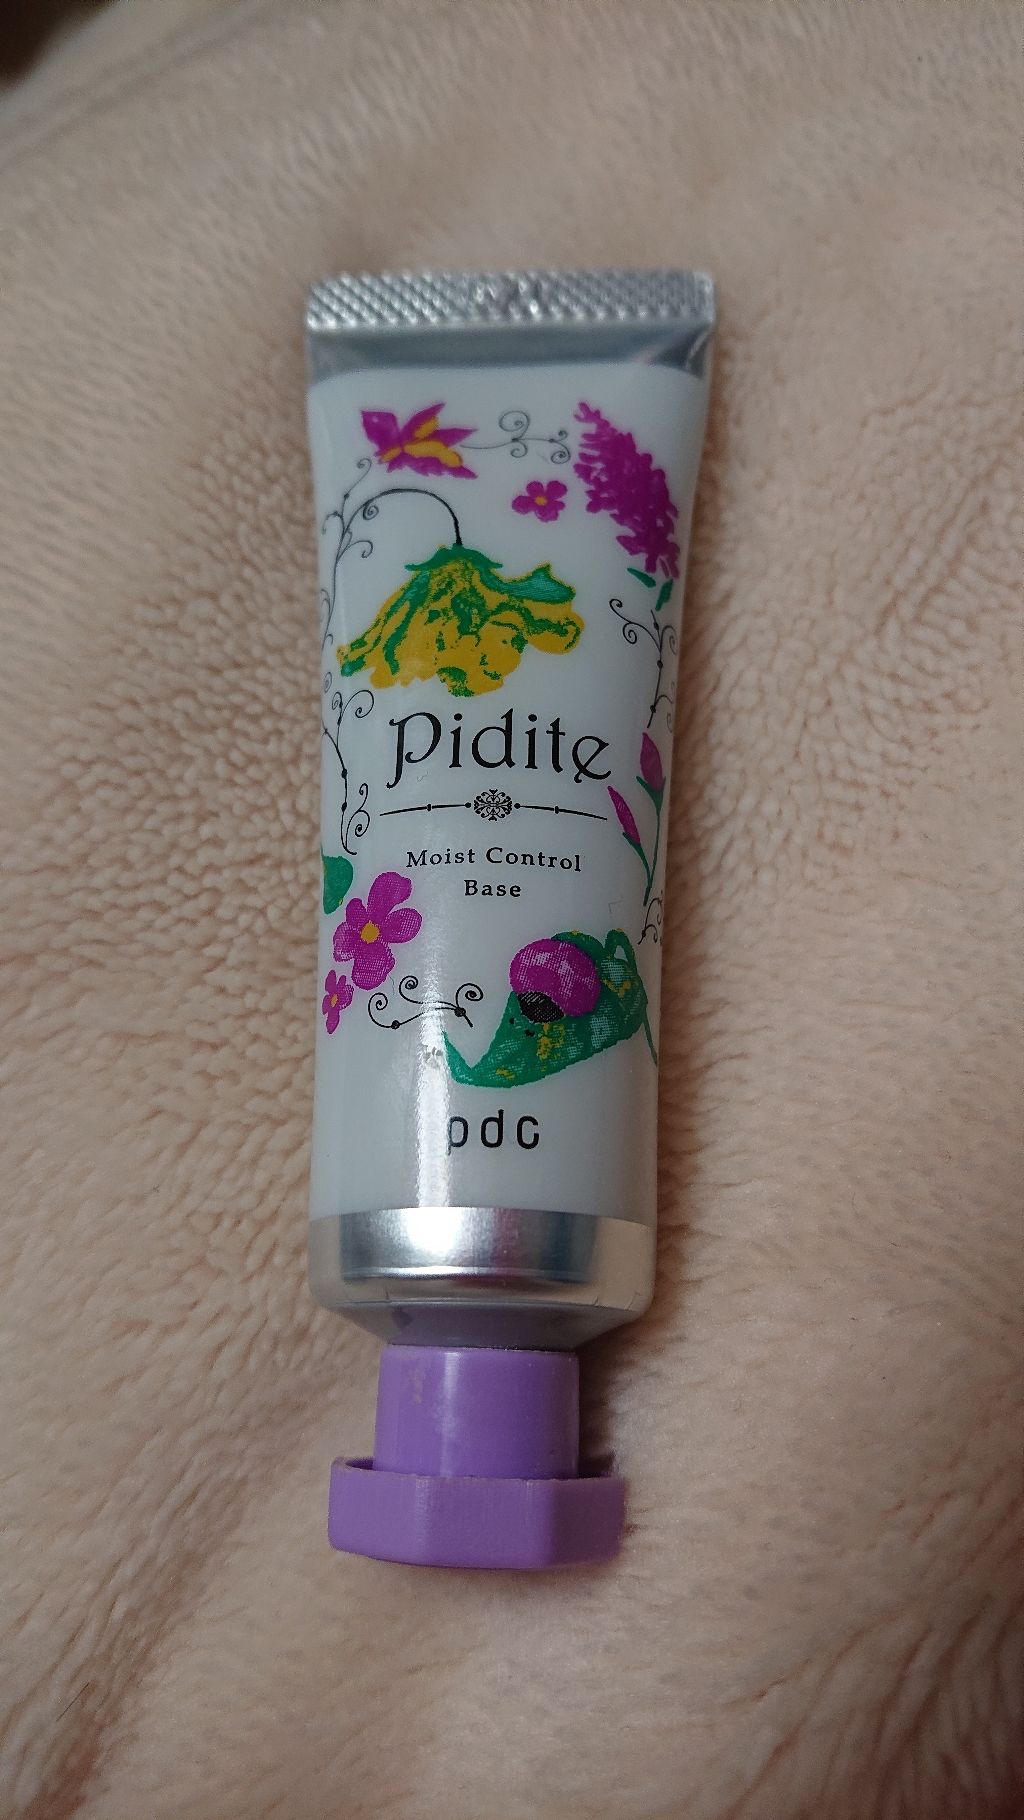 Pidite
Moist Control
Base
pdc